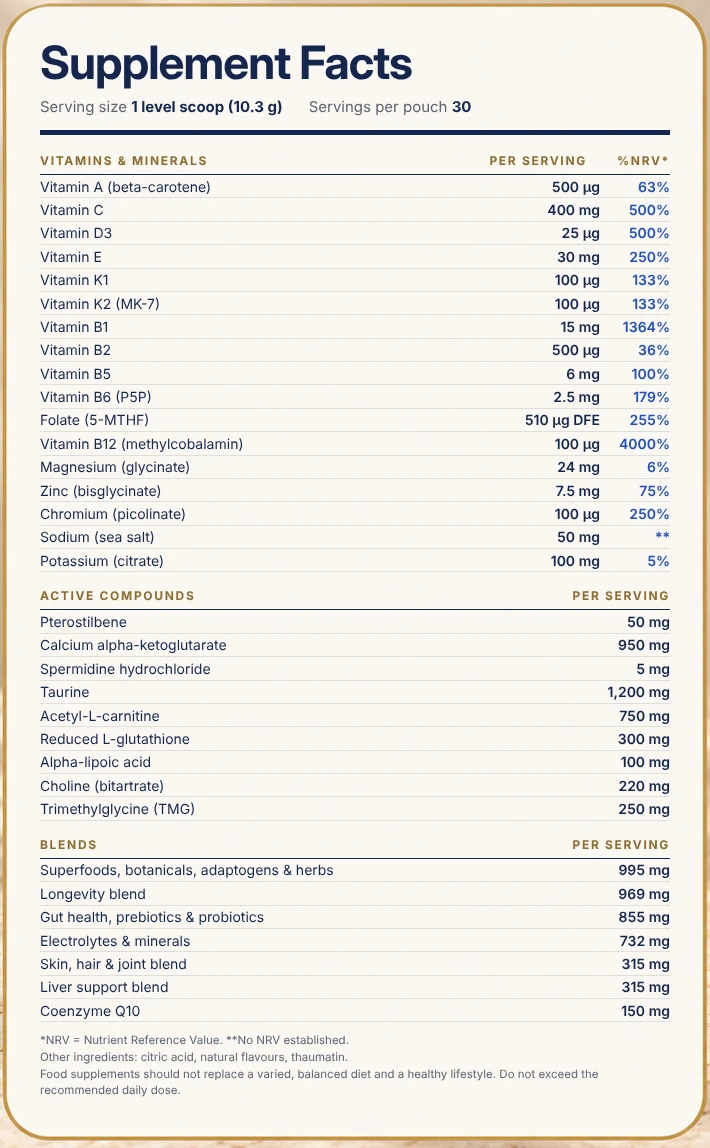 Supplement Facts
Serving size 1 level scoop (10.3 g) Servings per pouch 30
VITAMINS & MINERALS PER SERVING %NRV*
Vitamin A (beta-carotene) 500 µg 63%
Vitamin C 400 mg 500%
Vitamin D3 25 µg 500%
Vitamin E 30 mg 250%
Vitamin K1 100 µg 133%
Vitamin K2 (MK-7) 100 µg 133%
Vitamin B1 15 mg 1364%
Vitamin B2 500 µg 36%
Vitamin B5 6 mg 100%
Vitamin B6 (P5P) 2.5 mg 179%
Folate (5-MTHF) 510 µg DFE 255%
Vitamin B12 (methylcobalamin) 100 µg 4000%
Magnesium (glycinate) 24 mg 6%
Zinc (bisglycinate) 7.5 mg 75%
Chromium (picolinate) 100 µg 250%
Sodium (sea salt) 50 mg **
Potassium (citrate) 100 mg 5%
ACTIVE COMPOUNDS PER SERVING
Pterostilbene 50 mg
Calcium alpha-ketoglutarate 950 mg
Spermidine hydrochloride 5 mg
Taurine 1,200 mg
Acetyl-L-carnitine 750 mg
Reduced L-glutathione 300 mg
Alpha-lipoic acid 100 mg
Choline (bitartrate) 220 mg
Trimethylglycine (TMG) 250 mg
BLENDS PER SERVING
Superfoods, botanicals, adaptogens & herbs 995 mg
Longevity blend 969 mg
Gut health, prebiotics & probiotics 855 mg
Electrolytes & minerals 732 mg
Skin, hair & joint blend 315 mg
Liver support blend 315 mg
Coenzyme Q10 150 mg
*NRV = Nutrient Reference Value. **No NRV established.
Other ingredients: citric acid, natural flavours, thaumatin.
Food supplements should not replace a varied, balanced diet and a healthy lifestyle. Do not exceed the
recommended daily dose.